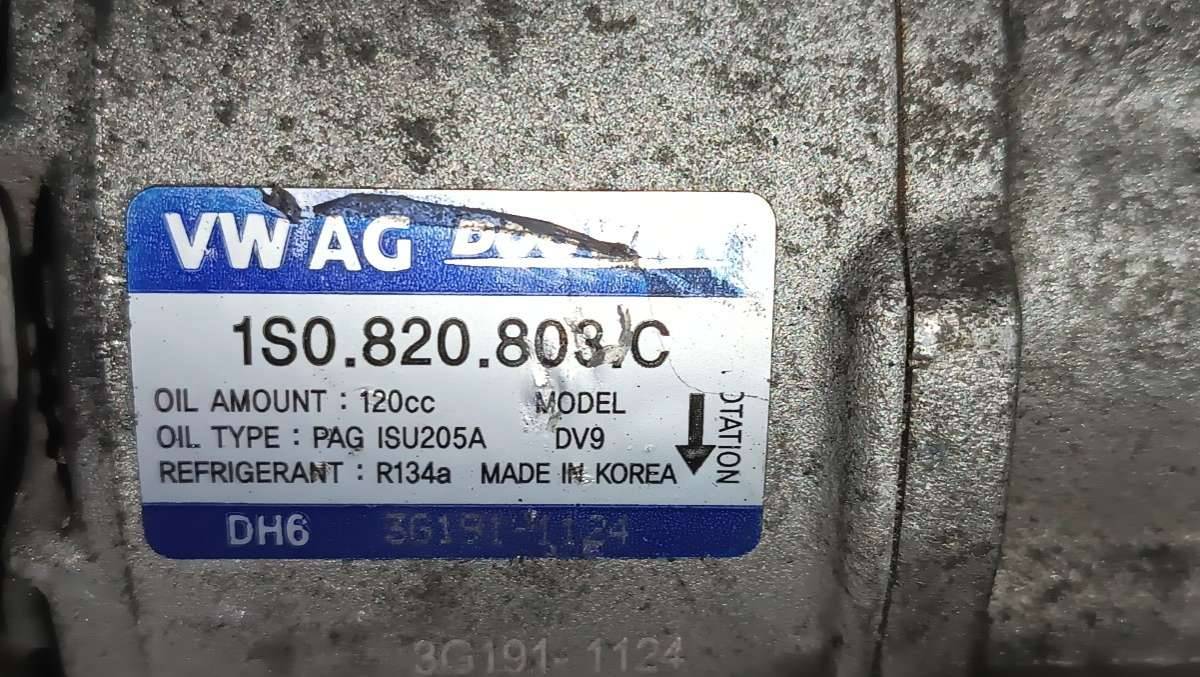 VW AG
1S0.820.803.C
OIL AMOUNT : 120cc MODEL
OIL TYPE : PAG ISU205A DV9
REFRIGERANT : R134a MADE IN KOREA
OTATION
DH6 3G191-1124
3G191-1124